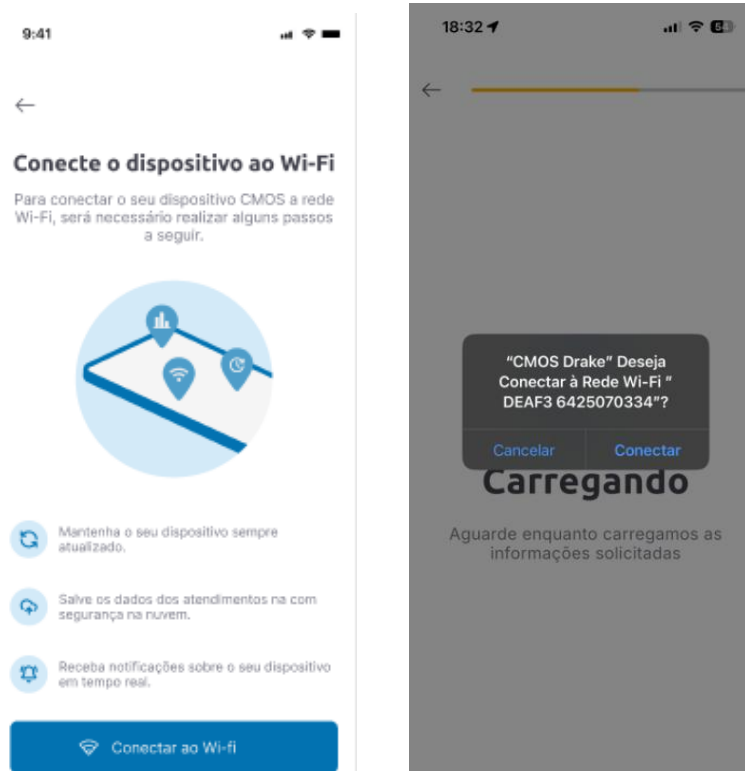 9:41
Conecte o dispositivo ao Wi-Fi
Para conectar o seu dispositivo CMOS a rede
Wi-Fi, será necessário realizar alguns passos
a seguir.
Mantenha o seu dispositivo sempre
atualizado.
Salve os dados dos atendimentos na com
segurança na nuvem.
Receba notificações sobre o seu dispositivo
em tempo real.
Conectar ao Wi-fi
18:32
54
"CMOS Drake" Deseja
Conectar à Rede Wi-Fi "
DEAF3 6425070334"?
Cancelar Conectar
Carregando
Aguarde enquanto carregamos as
informações solicitadas